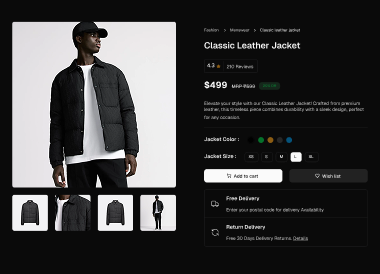 Fashion > Menswear > Classic leather jacket
Classic Leather Jacket
4.3 ★ 210 Reviews
$499 MRP
Elevate your style with our Classic Leather Jacket Crafted from premium
leather, this timeless piece combines durability with a sleek design, perfect
for any occasion.
Jacket Color :
Jacket Size : XS S M L XL
Add to cart
Wish list
Free Delivery
Enter your postal code for delivery Availability
Return Delivery
Free 30 Days Delivery Returns. Details